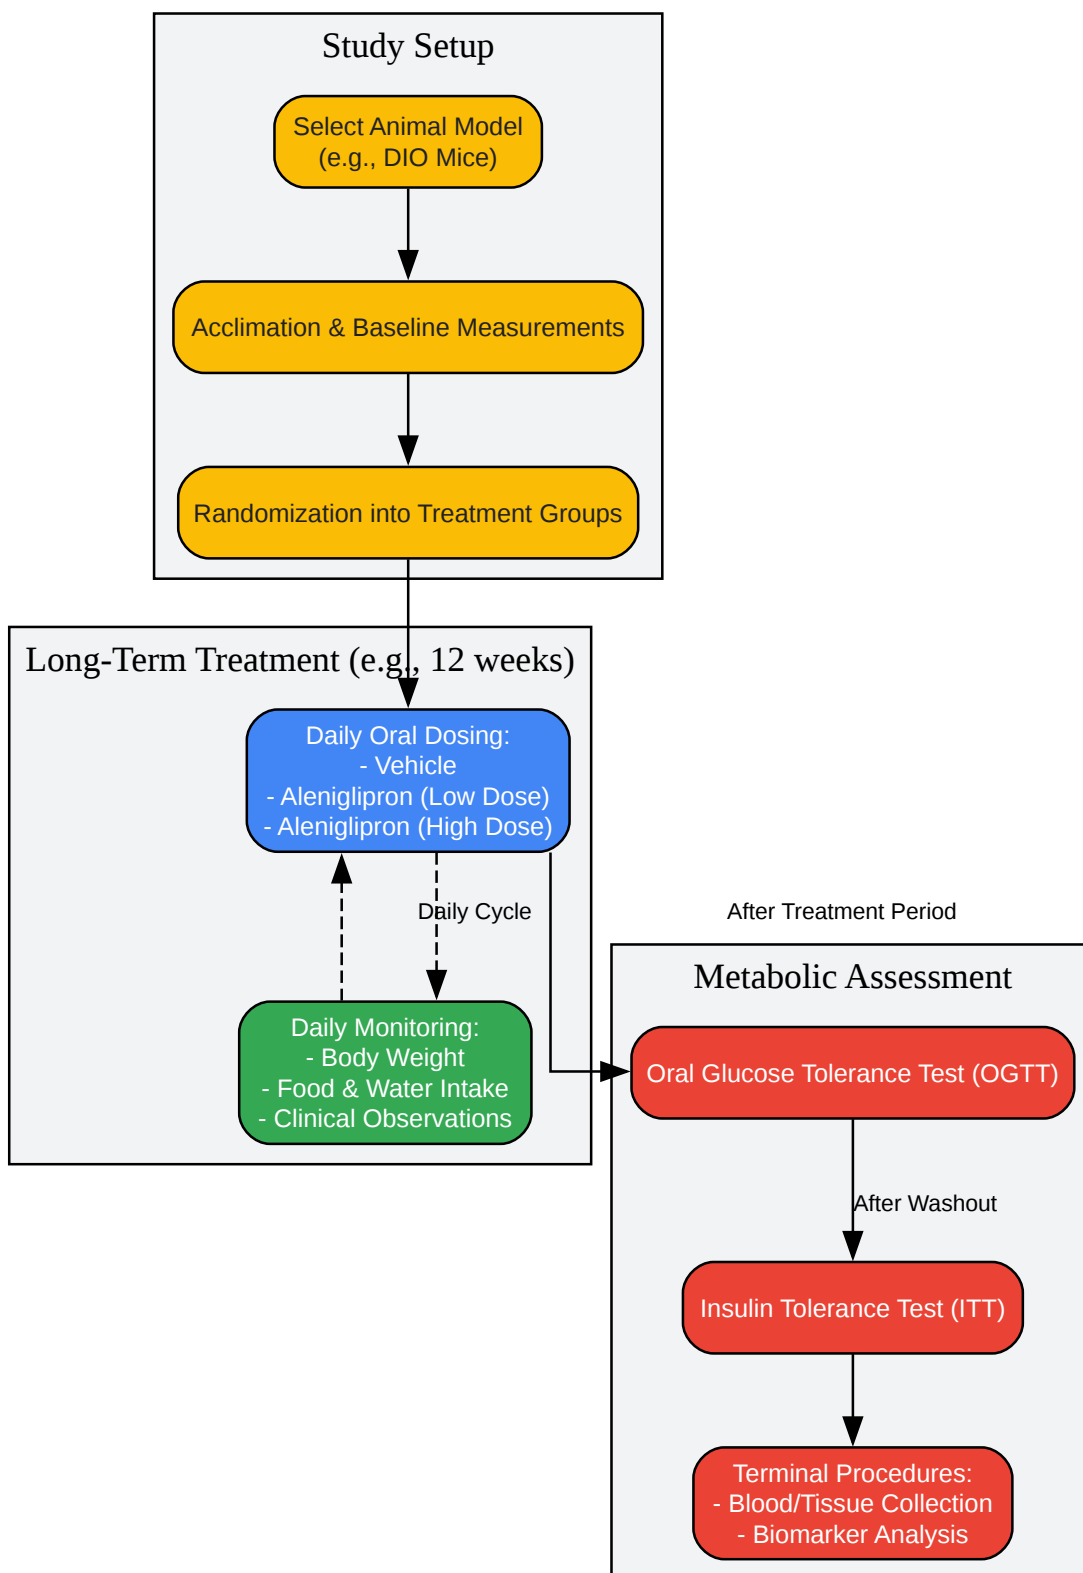 Study Setup
Select Animal Model
(e.g., DIO Mice)
Acclimation & Baseline Measurements
Randomization into Treatment Groups
Long-Term Treatment (e.g., 12 weeks)
Daily Oral Dosing:
- Vehicle
- Aleniglipron (Low Dose)
- Aleniglipron (High Dose)
Daily Cycle
Daily Monitoring:
- Body Weight
- Food & Water Intake
- Clinical Observations
After Treatment Period
Metabolic Assessment
Oral Glucose Tolerance Test (OGTT)
After Washout
Insulin Tolerance Test (ITT)
Terminal Procedures:
- Blood/Tissue Collection
- Biomarker Analysis